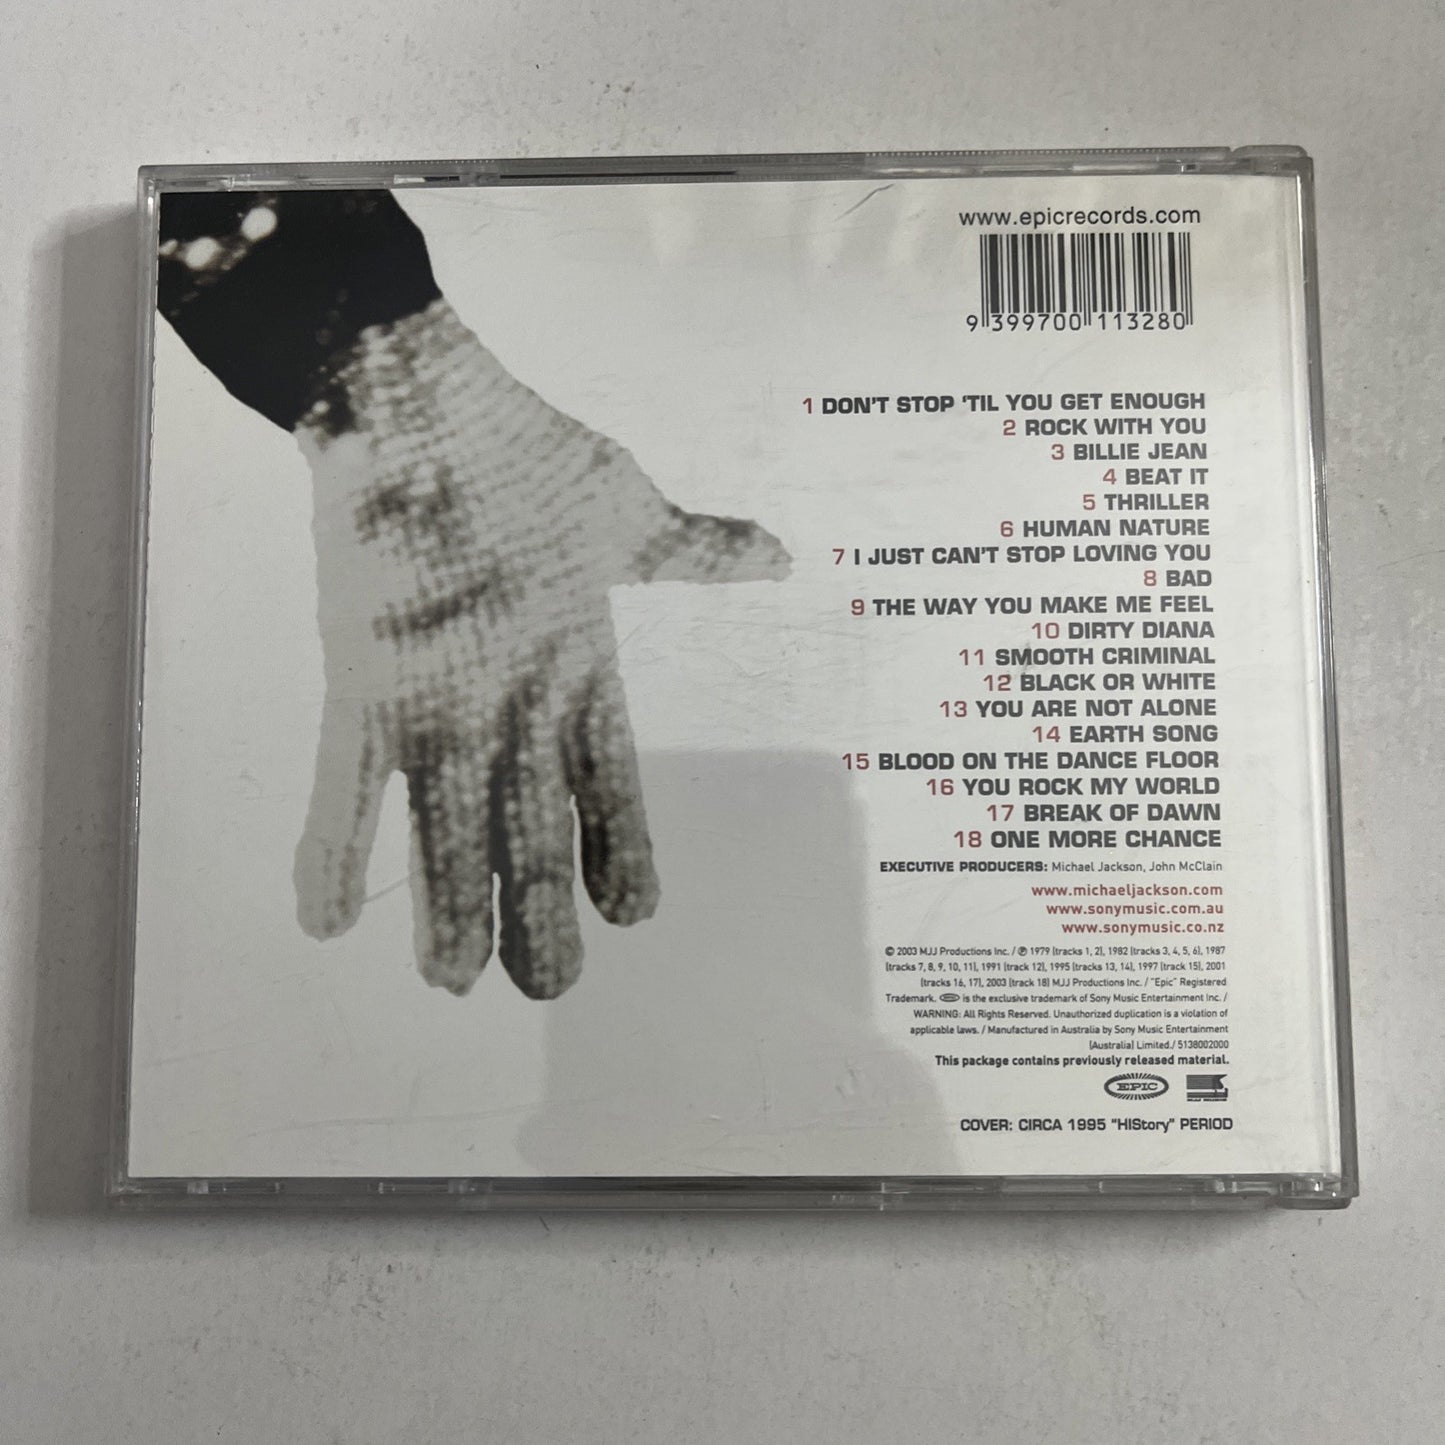 www.epicrecords.com
9 399700 113280
1 DON'T STOP 'TIL YOU GET ENOUGH
2 ROCK WITH YOU
3 BILLIE JEAN
4 BEAT IT
5 THRILLER
6 HUMAN NATURE
7 I JUST CAN'T STOP LOVING YOU
8 BAD
9 THE WAY YOU MAKE ME FEEL
10 DIRTY DIANA
11 SMOOTH CRIMINAL
12 BLACK OR WHITE
13 YOU ARE NOT ALONE
14 EARTH SONG
15 BLOOD ON THE DANCE FLOOR
16 YOU ROCK MY WORLD
17 BREAK OF DAWN
18 ONE MORE CHANCE
EXECUTIVE PRODUCERS: Michael Jackson, John McClain
www.michaeljackson.com
www.sonymusic.com.au
www.sonymusic.co.nz
© 2003 MJJ Productions Inc. / ℗ 1979 (tracks 1, 2), 1982 (tracks 3, 4, 5, 6), 1987
(tracks 7, 8, 9, 10, 11), 1991 (track 12), 1995 (tracks 13, 14), 1997 (track 15), 2001
(tracks 16, 17), 2003 (track 18) MJJ Productions Inc. / "Epic" Registered
Trademark. is the exclusive trademark of Sony Music Entertainment Inc. /
WARNING: All Rights Reserved. Unauthorized duplication is a violation of
applicable laws. / Manufactured in Australia by Sony Music Entertainment
(Australia) Limited./ 5138002000
This package contains previously released material.
EPIC
COVER: CIRCA 1995 "HIStory" PERIOD